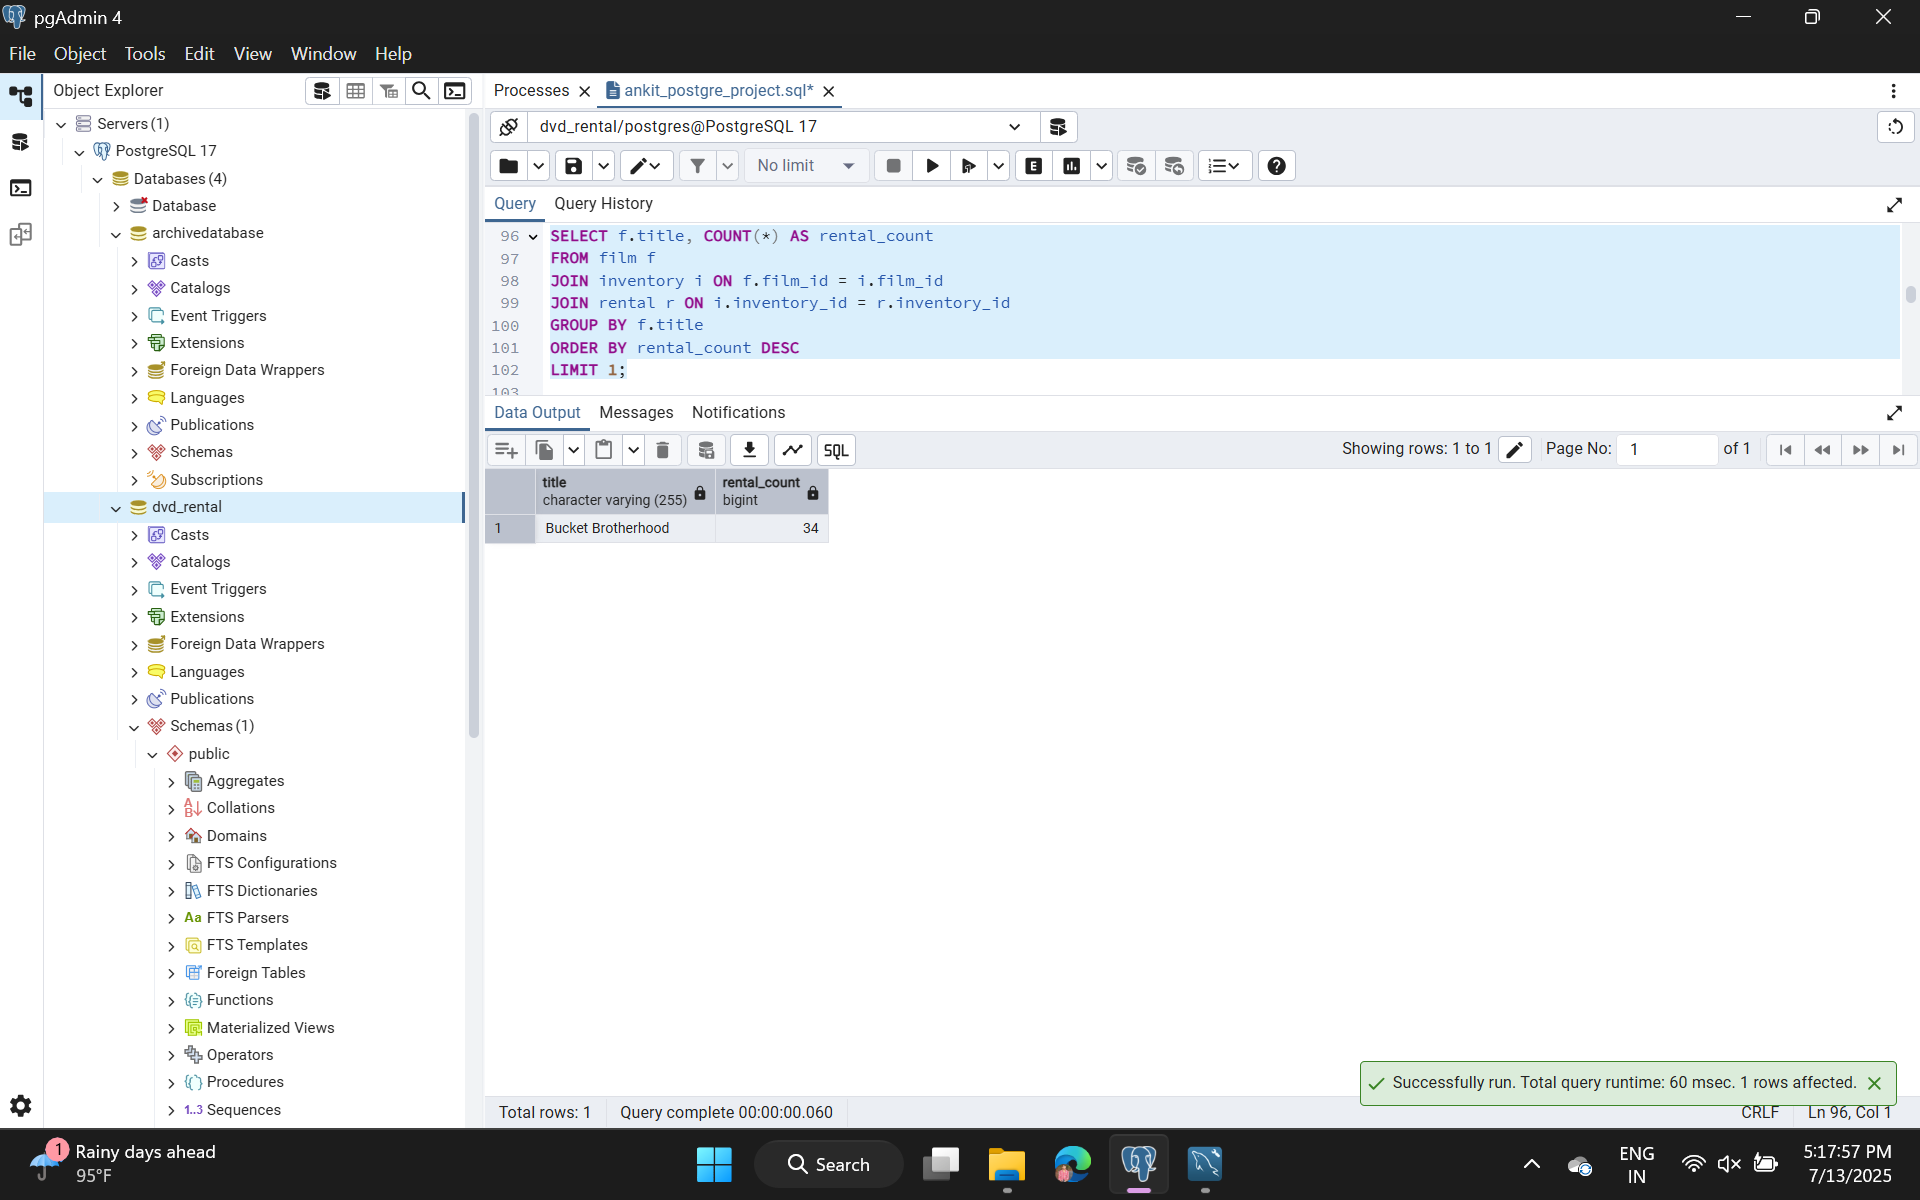 pgAdmin 4
File Object Tools Edit View Window Help
Object Explorer
Servers (1)
PostgreSQL 17
Databases (4)
Database
archivedatabase
Casts
Catalogs
Event Triggers
Extensions
Foreign Data Wrappers
Languages
Publications
Schemas
Subscriptions
dvd_rental
Casts
Catalogs
Event Triggers
Extensions
Foreign Data Wrappers
Languages
Publications
Schemas (1)
public
Aggregates
Collations
Domains
FTS Configurations
FTS Dictionaries
Aa FTS Parsers
FTS Templates
Foreign Tables
Functions
Materialized Views
Operators
Procedures
1..3 Sequences
Processes ankit_postgre_project.sql*
dvd_rental/postgres@PostgreSQL 17
No limit E
Query Query History
96 SELECT f.title, COUNT(*) AS rental_count
97 FROM film f
98 JOIN inventory i ON f.film_id = i.film_id
99 JOIN rental r ON i.inventory_id = r.inventory_id
100 GROUP BY f.title
101 ORDER BY rental_count DESC
102 LIMIT 1;
103
Data Output Messages Notifications
SQL Showing rows: 1 to 1 Page No: 1 of 1
title rental_count
character varying (255) bigint
1 Bucket Brotherhood 34
Successfully run. Total query runtime: 60 msec. 1 rows affected.
Total rows: 1 Query complete 00:00:00.060 CRLF Ln 96, Col 1
1 Rainy days ahead
95°F
Search
ENG
IN
5:17:57 PM
7/13/2025